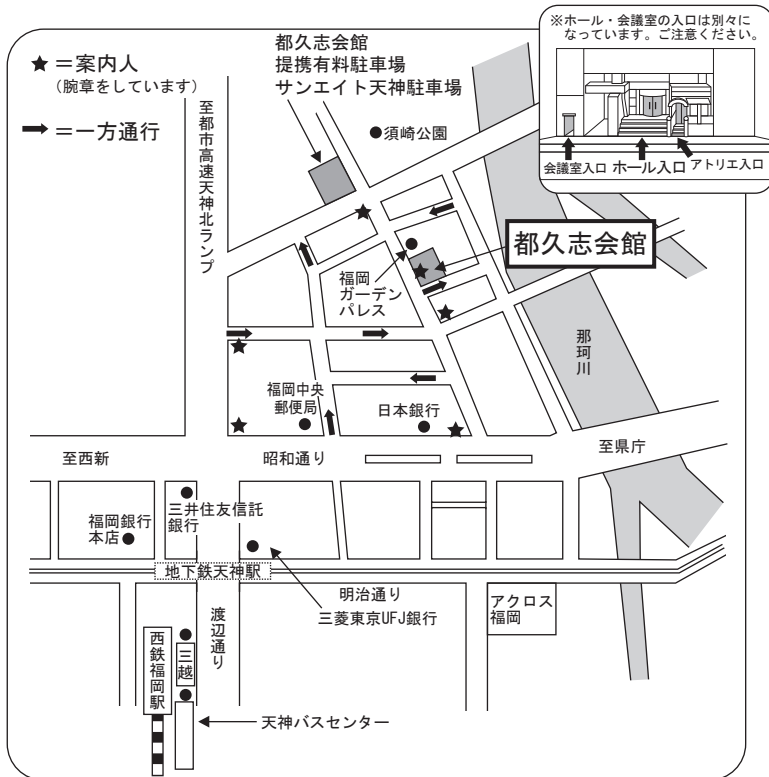 ★＝案内人
(腕章をしています)
➡＝一方通行
都久志会館
提携有料駐車場
サンエイト天神駐車場
※ホール・会議室の入口は別々に
なっています。ご注意ください。
会議室入口
ホール入口
アトリエ入口
至都市高速天神北ランプ
須崎公園
都久志会館
福岡
ガーデン
パレス
那珂川
福岡中央
郵便局
日本銀行
至西新
昭和通り
至県庁
三井住友信託
銀行
福岡銀行
本店
地下鉄天神駅
明治通り
三菱東京UFJ銀行
アクロス
福岡
渡辺通り
西鉄福岡駅
三越
天神バスセンター